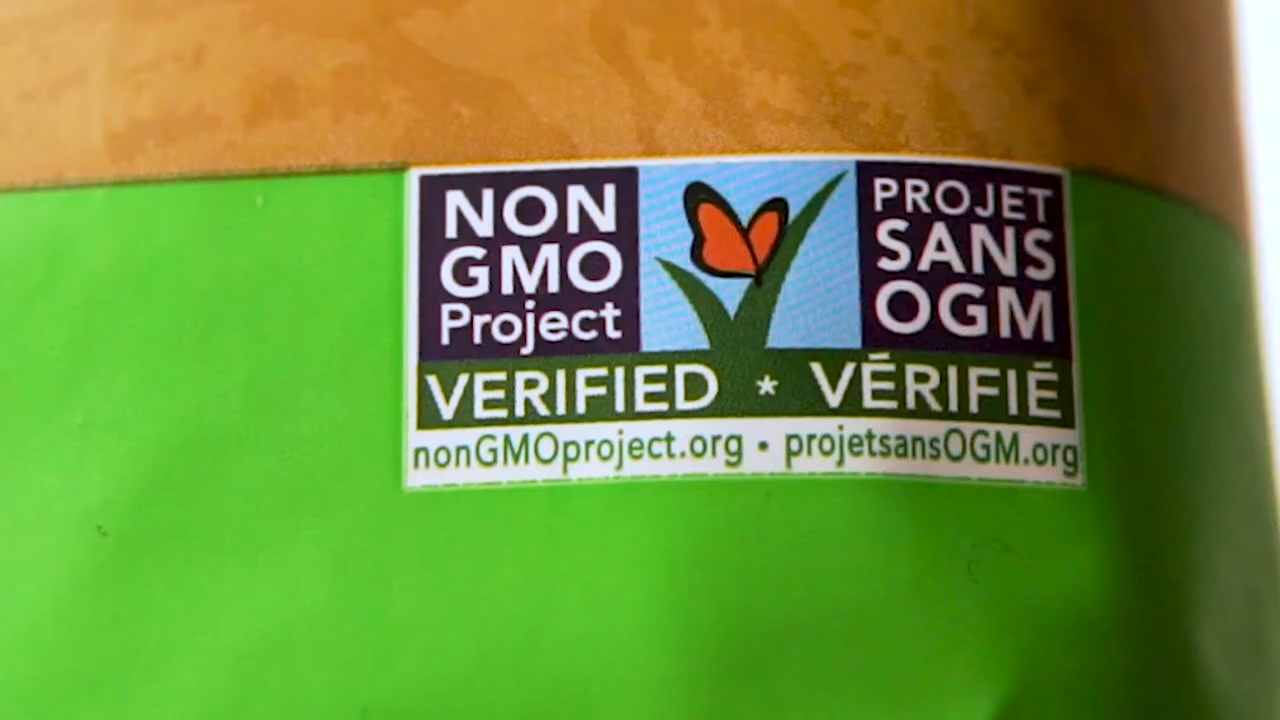 NON
GMO
Project
PROJET
SANS
OGM
VERIFIED * VÉRIFIÉ
nonGMOproject.org • projetsansOGM.org